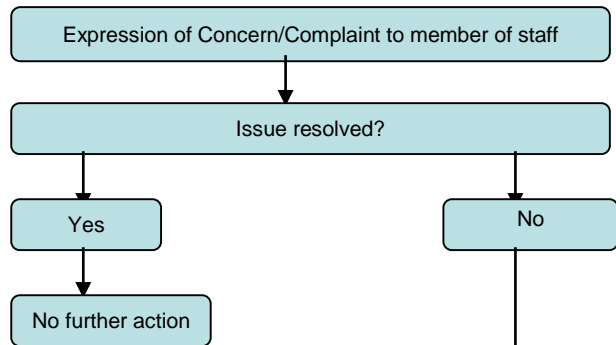 Expression of Concern/Complaint to member of staff
Issue resolved?
Yes
No
No further action